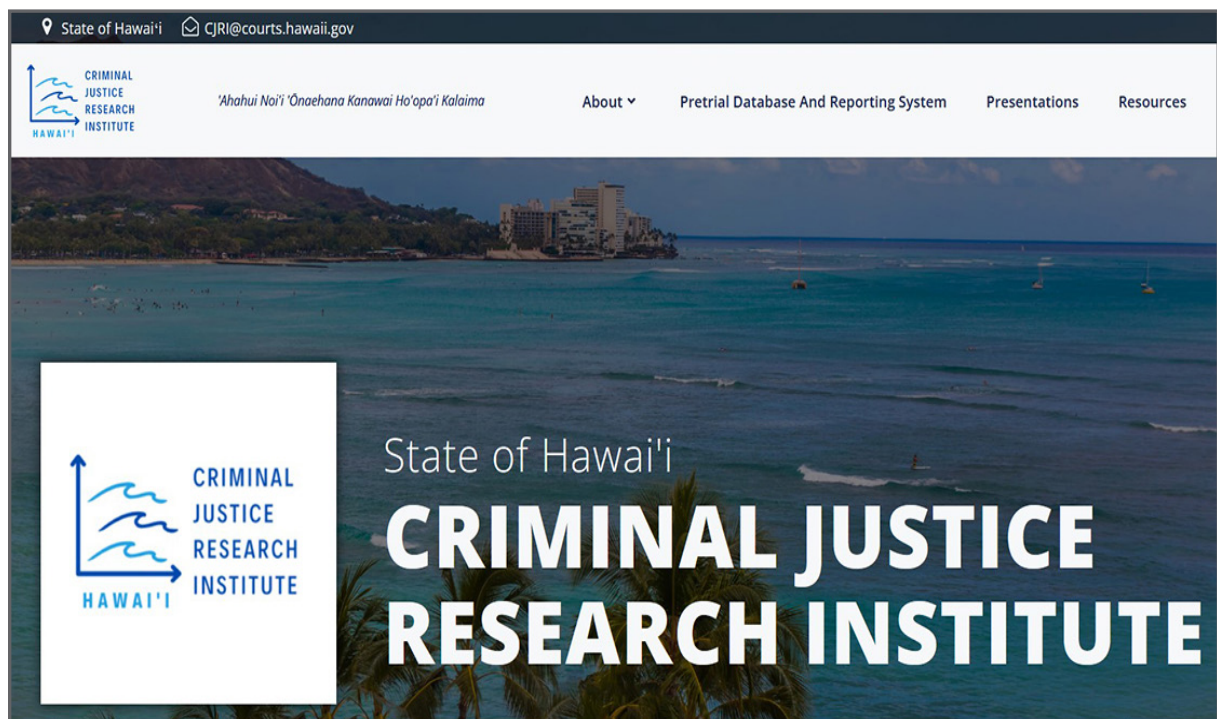 State of Hawaiʻi CJRI@courts.hawaii.gov
CRIMINAL
JUSTICE
RESEARCH
INSTITUTE
HAWAI'I
'Ahahui Noi'i 'Ōnaehana Kanawai Ho'opa'i Kalaima
About Pretrial Database And Reporting System Presentations Resources
CRIMINAL
JUSTICE
RESEARCH
INSTITUTE
HAWAI'I
State of Hawai'i
CRIMINAL JUSTICE
RESEARCH INSTITUTE